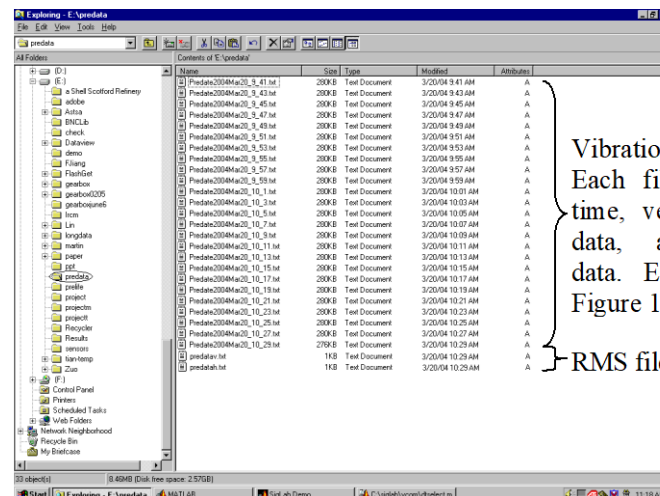 Exploring - E:\predata
File Edit View Tools Help
predata
All Folders
Contents of 'E:\predata'
Name Size Type Modified Attributes
(D:)
(E:)
a Shell Scotford Refinery
adobe
Astsa
BNCLib
check
Dataview
demo
FJiang
FlashGet
gearbox
gearbox0205
gearboxjune6
lrcm
Lin
longdata
martin
paper
ppt
predata
prelife
project
projectm
projectt
Recycler
Results
sensors
tian-temp
Zuo
(F:)
Control Panel
Printers
Scheduled Tasks
Web Folders
Network Neighborhood
Recycle Bin
My Briefcase
Predate2004Mar20_9_41.txt 280KB Text Document 3/20/04 9:41 AM A
Predate2004Mar20_9_43.txt 280KB Text Document 3/20/04 9:43 AM A
Predate2004Mar20_9_45.txt 280KB Text Document 3/20/04 9:45 AM A
Predate2004Mar20_9_47.txt 280KB Text Document 3/20/04 9:47 AM A
Predate2004Mar20_9_49.txt 280KB Text Document 3/20/04 9:49 AM A
Predate2004Mar20_9_51.txt 280KB Text Document 3/20/04 9:51 AM A
Predate2004Mar20_9_53.txt 280KB Text Document 3/20/04 9:53 AM A
Predate2004Mar20_9_55.txt 280KB Text Document 3/20/04 9:55 AM A
Predate2004Mar20_9_57.txt 280KB Text Document 3/20/04 9:57 AM A
Predate2004Mar20_9_59.txt 280KB Text Document 3/20/04 9:59 AM A
Predate2004Mar20_10_1.txt 280KB Text Document 3/20/04 10:01 AM A
Predate2004Mar20_10_3.txt 280KB Text Document 3/20/04 10:03 AM A
Predate2004Mar20_10_5.txt 280KB Text Document 3/20/04 10:05 AM A
Predate2004Mar20_10_7.txt 280KB Text Document 3/20/04 10:07 AM A
Predate2004Mar20_10_9.txt 280KB Text Document 3/20/04 10:09 AM A
Predate2004Mar20_10_11.txt 280KB Text Document 3/20/04 10:11 AM A
Predate2004Mar20_10_13.txt 280KB Text Document 3/20/04 10:13 AM A
Predate2004Mar20_10_15.txt 280KB Text Document 3/20/04 10:15 AM A
Predate2004Mar20_10_17.txt 280KB Text Document 3/20/04 10:17 AM A
Predate2004Mar20_10_19.txt 280KB Text Document 3/20/04 10:19 AM A
Predate2004Mar20_10_21.txt 280KB Text Document 3/20/04 10:21 AM A
Predate2004Mar20_10_23.txt 280KB Text Document 3/20/04 10:23 AM A
Predate2004Mar20_10_25.txt 280KB Text Document 3/20/04 10:25 AM A
Predate2004Mar20_10_27.txt 280KB Text Document 3/20/04 10:27 AM A
Predate2004Mar20_10_29.txt 276KB Text Document 3/20/04 10:29 AM A
predatav.txt 1KB Text Document 3/20/04 10:29 AM A
predatah.txt 1KB Text Document 3/20/04 10:29 AM A
Vibratio
Each fi
time, ve
data, a
data. E
Figure 1
RMS file
33 object(s) 8.46MB (Disk free space: 2.57GB)
Start Exploring - E:\predata MATLAB SigLab Demo C:\siglab\vcom\dtselect.m 11:18 A